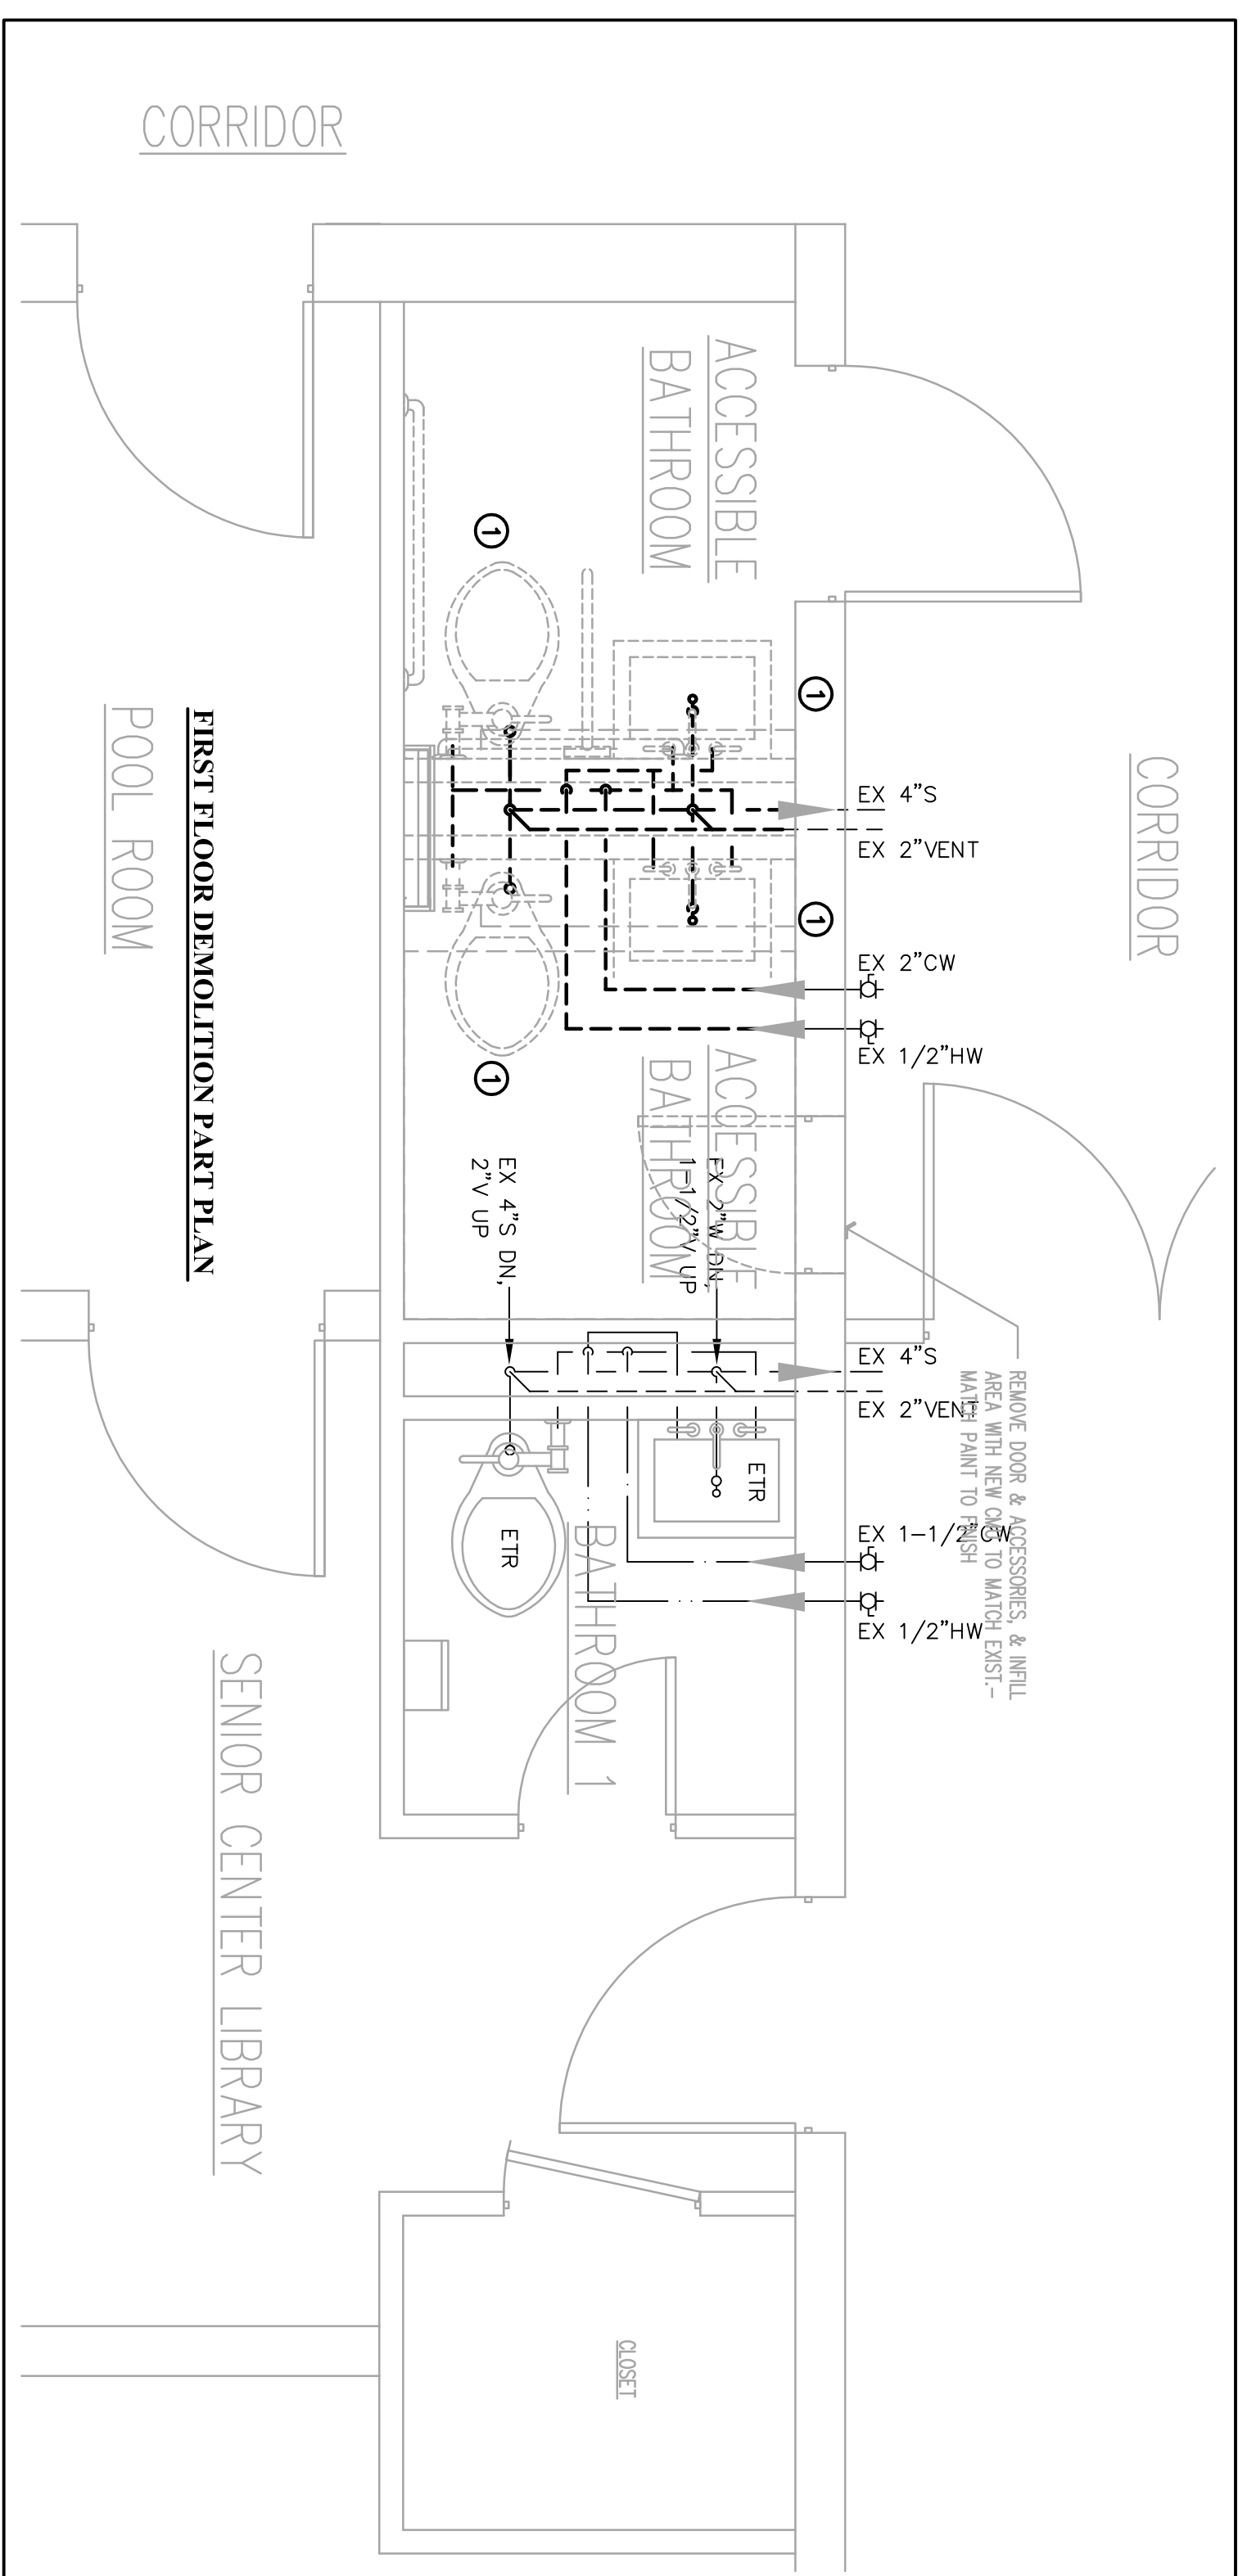 CORRIDOR
ACCESSIBLE
BATHROOM
1
1
CORRIDOR
EX 4"S
EX 2"VENT
1
EX 2"CW
EX 1/2"HW
1
POOL ROOM
FIRST FLOOR DEMOLITION PART PLAN
ACCESSIBLE
BATHROOM
EX 2"W DN,
1-1/2"V UP
EX 4"S DN,
2"V UP
EX 4"S
EX 2"VENT
REMOVE DOOR & ACCESSORIES, & INFILL
AREA WITH NEW CMU TO MATCH EXIST.-
MATCH PAINT TO FINISH
ETR
ETR
EX 1-1/2"CW
EX 1/2"HW
BATHROOM 1
SENIOR CENTER LIBRARY
CLOSET